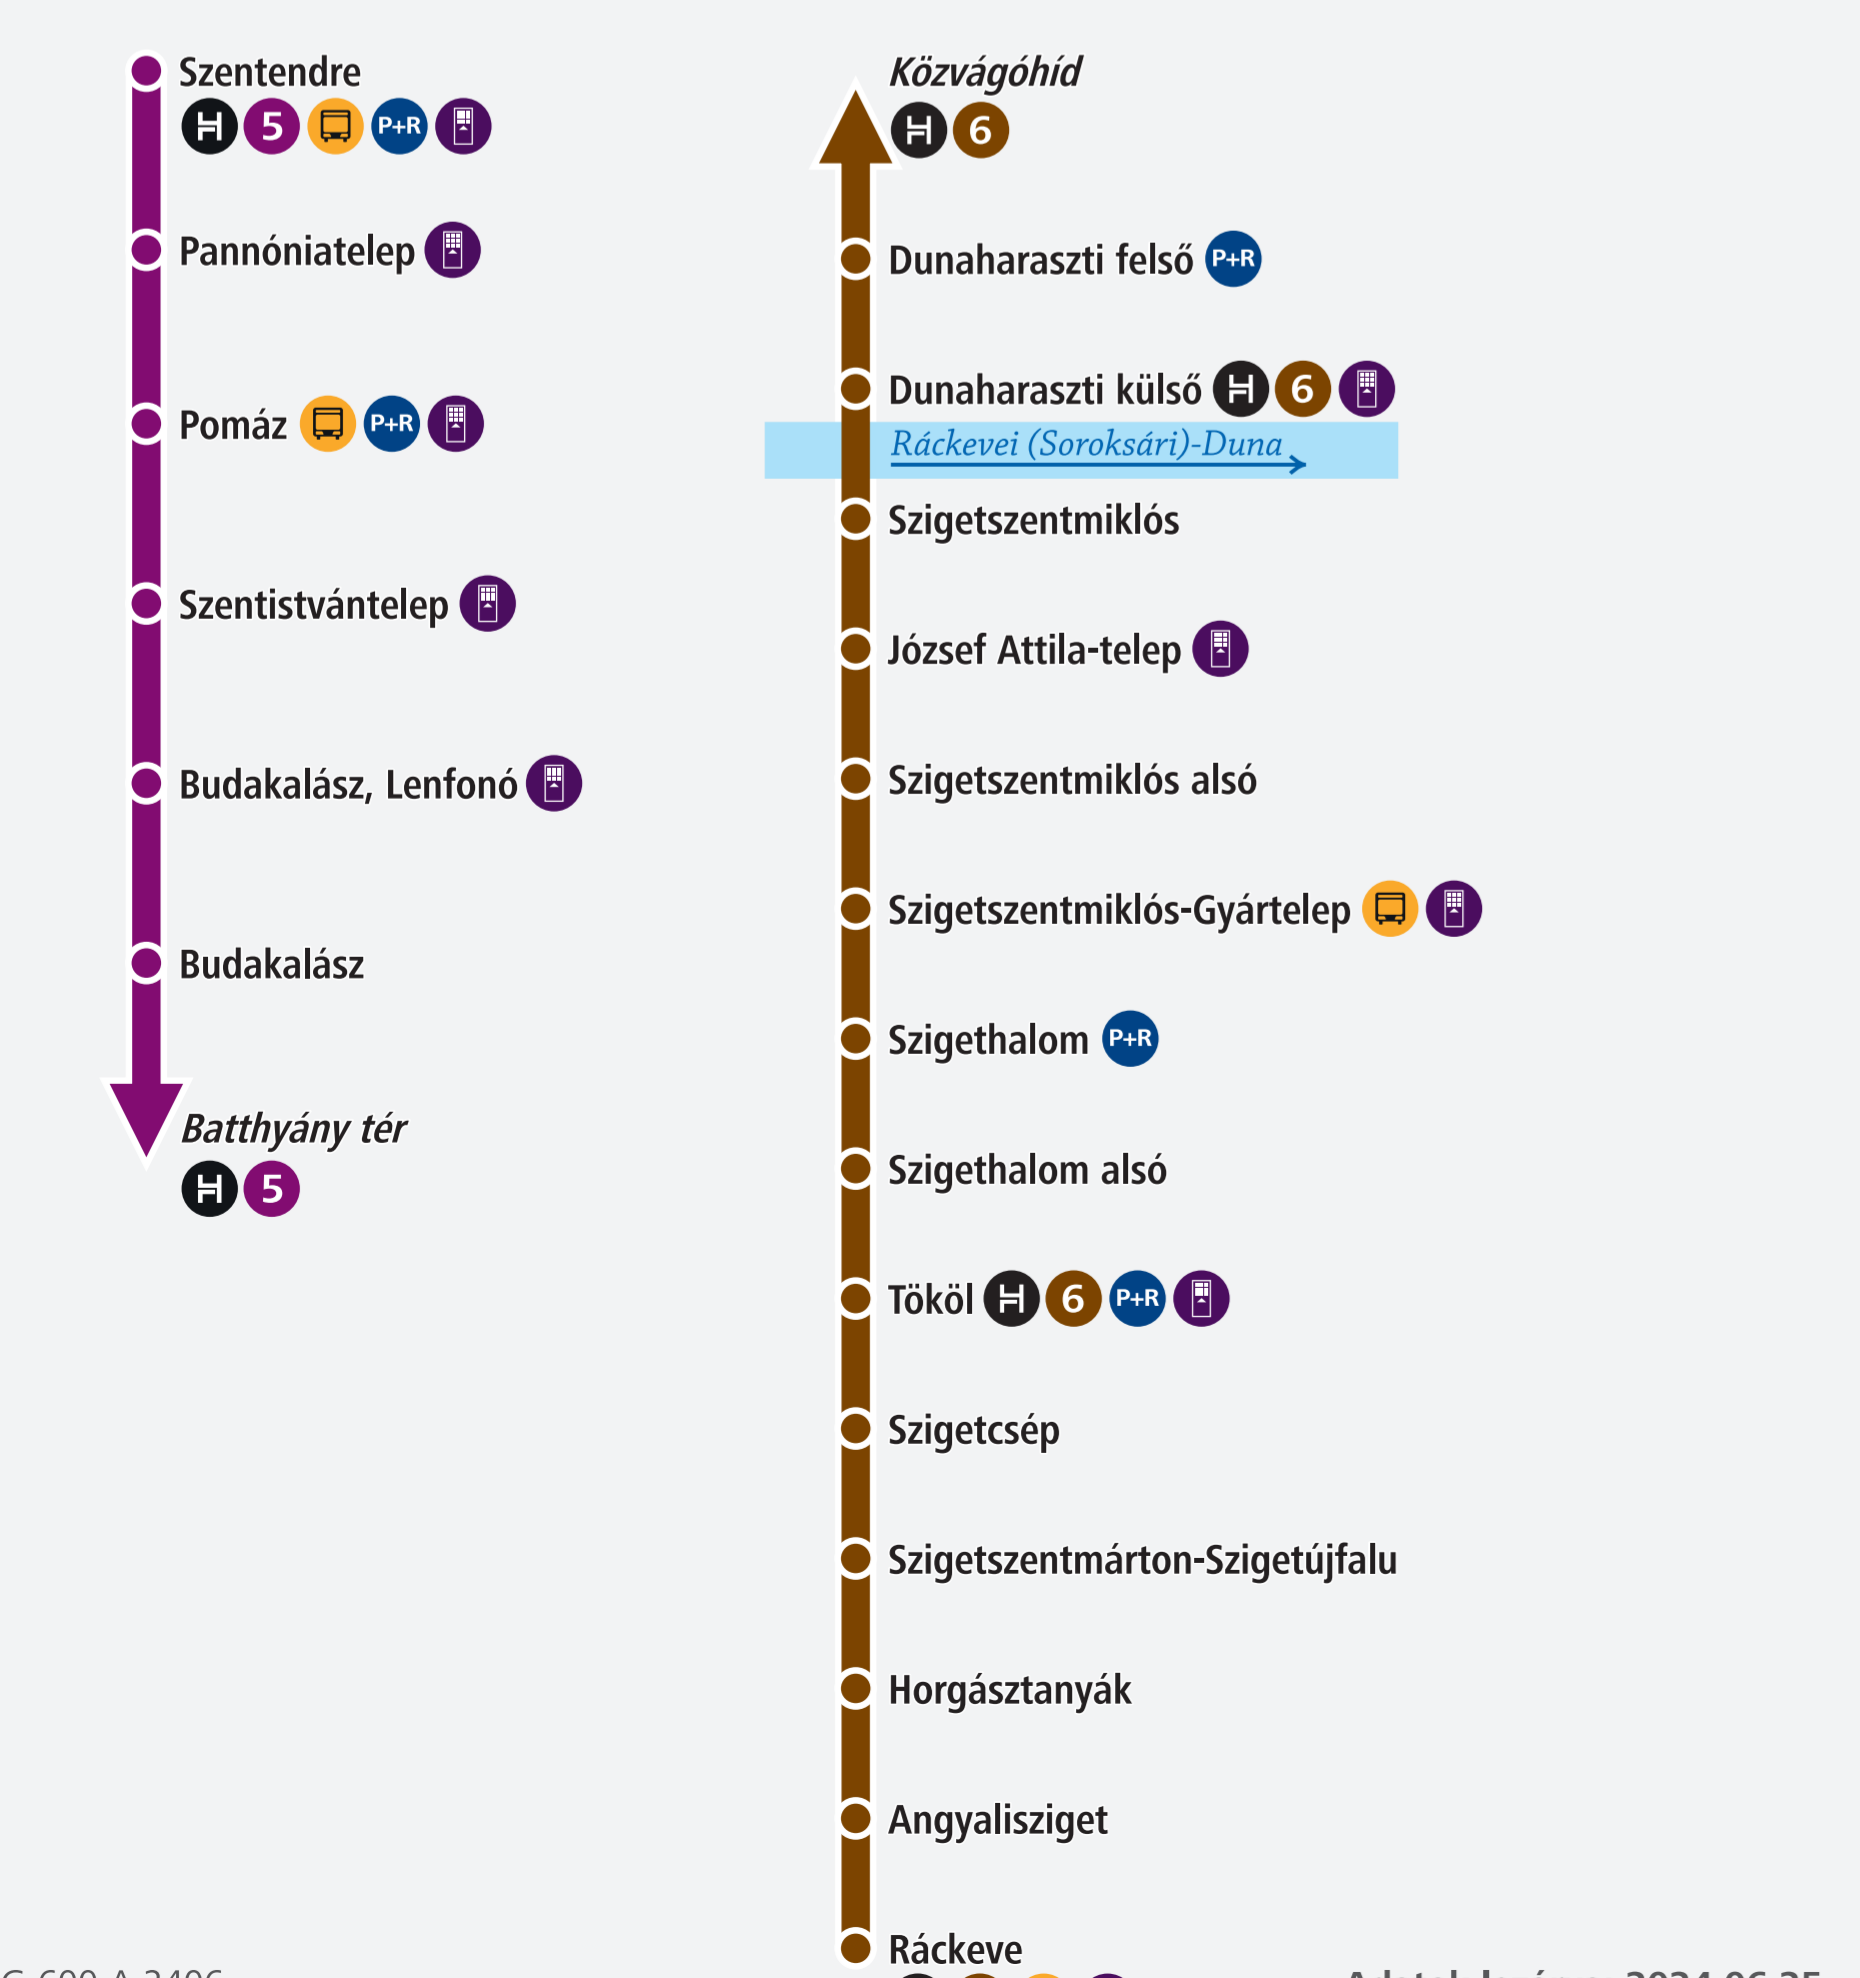 Szentendre
H 5 P+R
Pannóniatelep
Pomáz P+R
Szentistvántelep
Budakalász, Lenfonó
Budakalász
Batthyány tér
H 5
Közvágóhíd
H 6
Dunaharaszti felső P+R
Dunaharaszti külső H 6
Ráckevei (Soroksári)-Duna
Szigetszentmiklós
József Attila-telep
Szigetszentmiklós alsó
Szigetszentmiklós-Gyártelep
Szigethalom P+R
Szigethalom alsó
Tököl H 6 P+R
Szigetcsép
Szigetszentmárton-Szigetújfalu
Horgásztanyák
Angyalisziget
Ráckeve